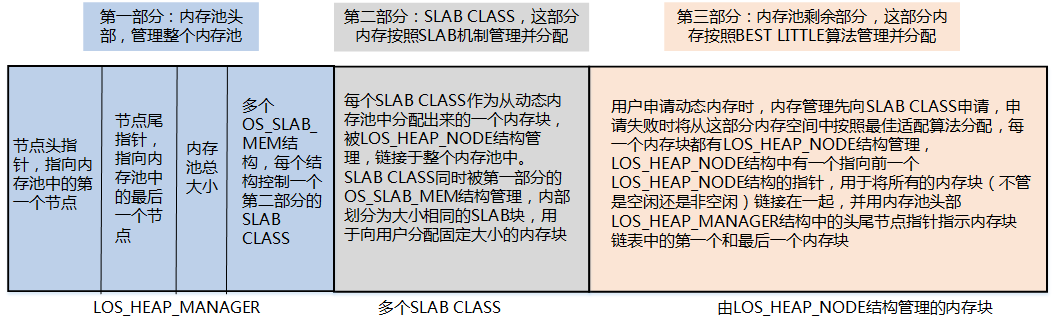 第一部分：内存池头
部，管理整个内存池
第二部分：SLAB CLASS，这部分
内存按照SLAB机制管理并分配
第三部分：内存池剩余部分，这部分内
存按照BEST LITTLE算法管理并分配
节点头指
针，指向内
存池中的第
一个节点
节点尾
指针，
指向内
存池中
的最后
一个节
点
内存
池总
大小
多个
OS_SLAB_
MEM结
构，每个结
构控制一个
第二部分的
SLAB
CLASS
每个SLAB CLASS作为从动态内
存池中分配出来的一个内存块，
被LOS_HEAP_NODE结构管
理，链接于整个内存池中。
SLAB CLASS同时被第一部分的
OS_SLAB_MEM结构管理，内部
划分为大小相同的SLAB块，用
于向用户分配固定大小的内存块
用户申请动态内存时，内存管理先向SLAB CLASS申请，申
请失败时将从这部分内存空间中按照最佳适配算法分配，每
一个内存块都有LOS_HEAP_NODE结构管理，
LOS_HEAP_NODE结构中有一个指向前一个
LOS_HEAP_NODE结构的指针，用于将所有的内存块（不管
是空闲还是非空闲）链接在一起，并用内存池头部
LOS_HEAP_MANAGER结构中的头尾节点指针指示内存块
链表中的第一个和最后一个内存块
LOS_HEAP_MANAGER
多个SLAB CLASS
由LOS_HEAP_NODE结构管理的内存块